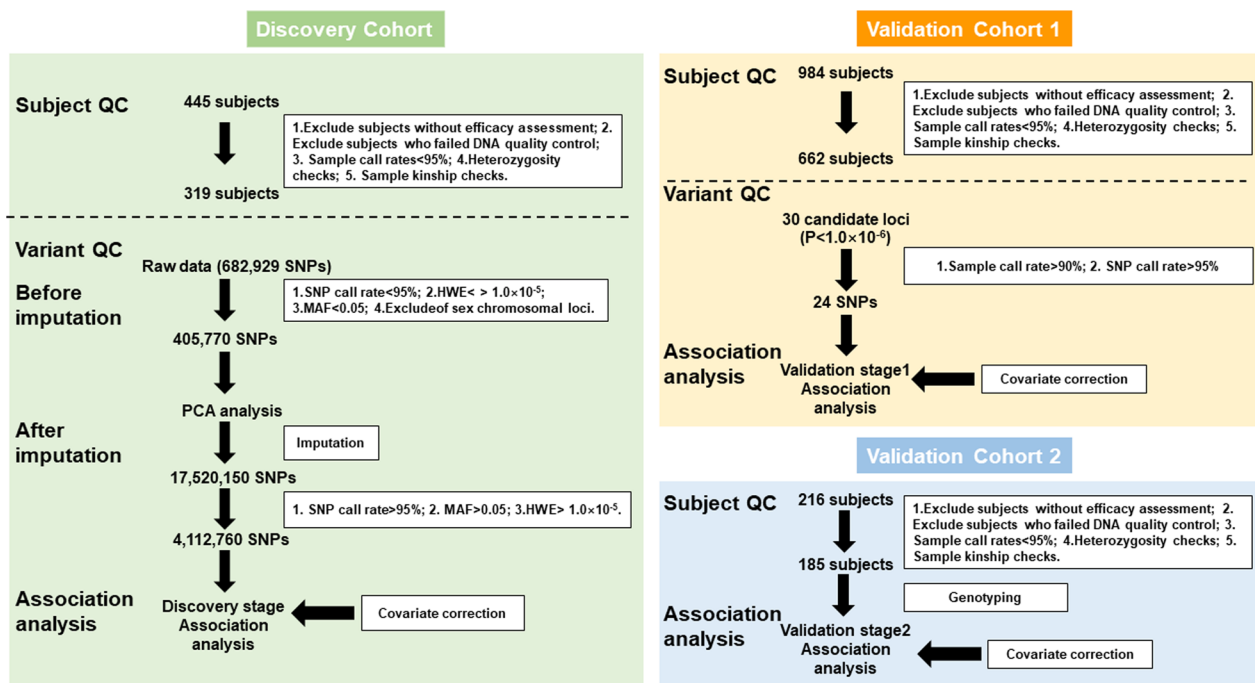 Discovery Cohort
Subject QC
445 subjects
1.Exclude subjects without efficacy assessment; 2.
Exclude subjects who failed DNA quality control;
3. Sample call rates<95%; 4.Heterozygosity
checks; 5. Sample kinship checks.
319 subjects
Variant QC
Raw data (682,929 SNPs)
Before
imputation
1.SNP call rate<95%; 2.HWE< > 1.0×10⁻⁵;
3.MAF<0.05; 4.Excludeof sex chromosomal loci.
405,770 SNPs
PCA analysis
After
imputation
Imputation
17,520,150 SNPs
1. SNP call rate>95%; 2. MAF>0.05; 3.HWE> 1.0×10⁻⁵.
4,112,760 SNPs
Association
analysis
Discovery stage
Association
analysis
Covariate correction
Validation Cohort 1
Subject QC
984 subjects
1.Exclude subjects without efficacy assessment; 2.
Exclude subjects who failed DNA quality control; 3.
Sample call rates<95%; 4.Heterozygosity checks; 5.
Sample kinship checks.
662 subjects
Variant QC
30 candidate loci
(P<1.0×10⁻⁶)
1.Sample call rate>90%; 2. SNP call rate>95%
24 SNPs
Association
analysis
Validation stage1
Association
analysis
Covariate correction
Validation Cohort 2
Subject QC
216 subjects
1.Exclude subjects without efficacy assessment; 2.
Exclude subjects who failed DNA quality control; 3.
Sample call rates<95%; 4.Heterozygosity checks; 5.
Sample kinship checks.
185 subjects
Genotyping
Association
analysis
Validation stage2
Association
analysis
Covariate correction